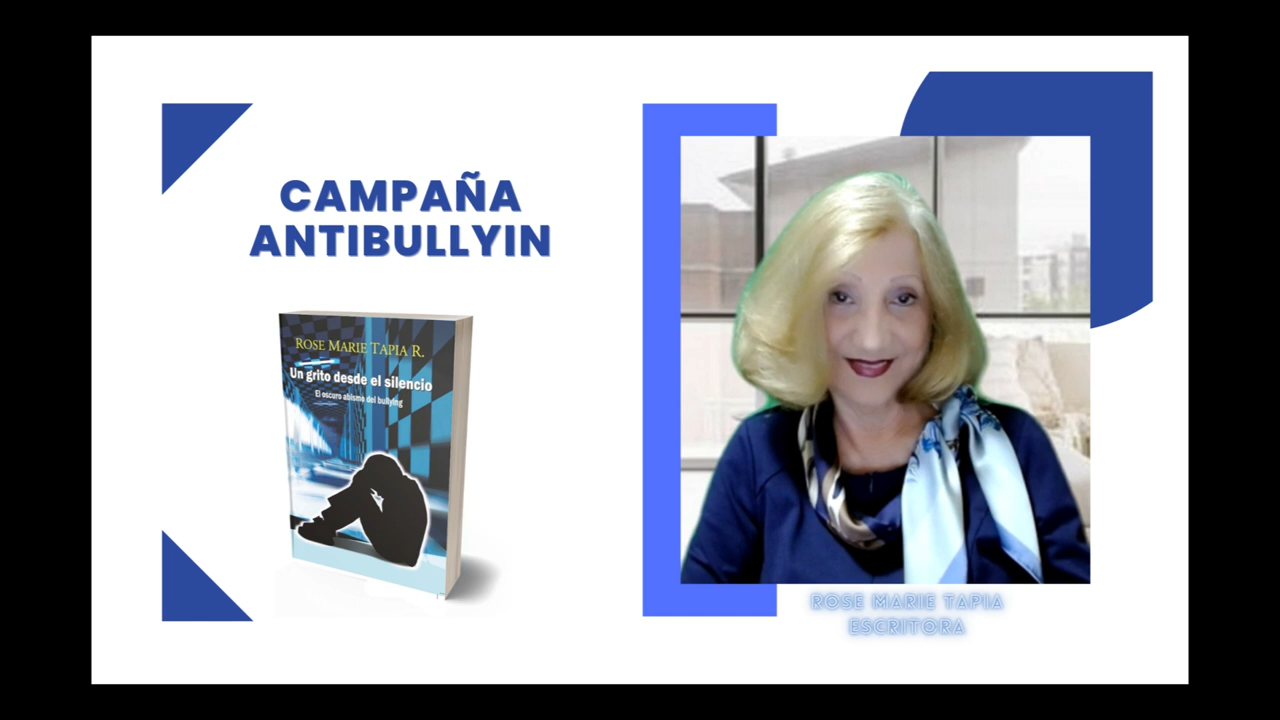 CAMPAÑA
ANTIBULLYIN
ROSE MARIE TAPIA R.
Un grito desde el silencio
El oscuro abismo del bullying
ROSE MARIE TAPIA
ESCRITORA